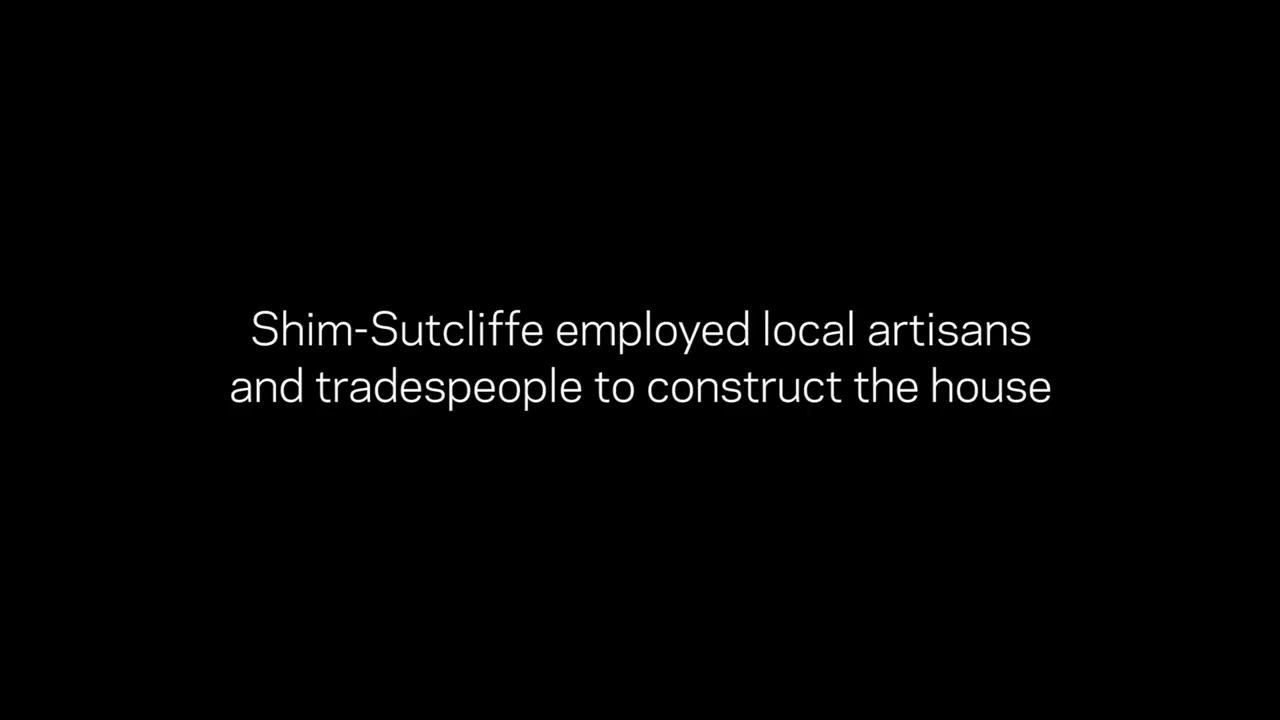 Shim-Sutcliffe employed local artisans
and tradespeople to construct the house